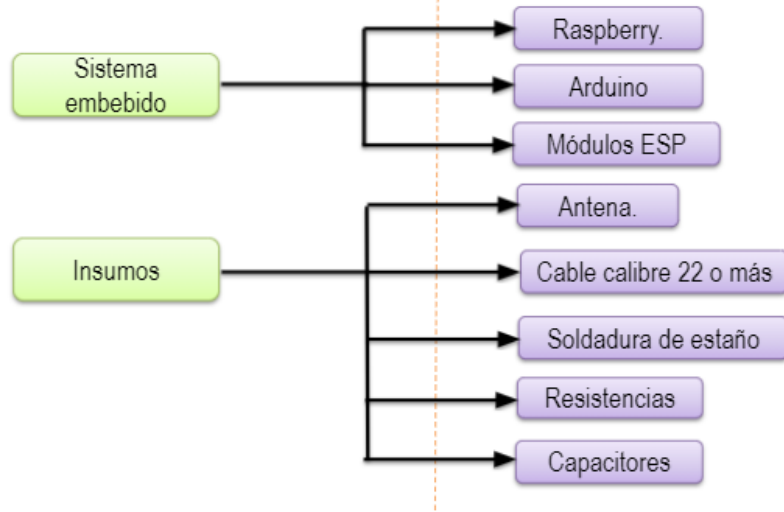 Sistema
embebido
Raspberry.
Arduino
Módulos ESP
Insumos
Antena.
Cable calibre 22 o más
Soldadura de estaño
Resistencias
Capacitores